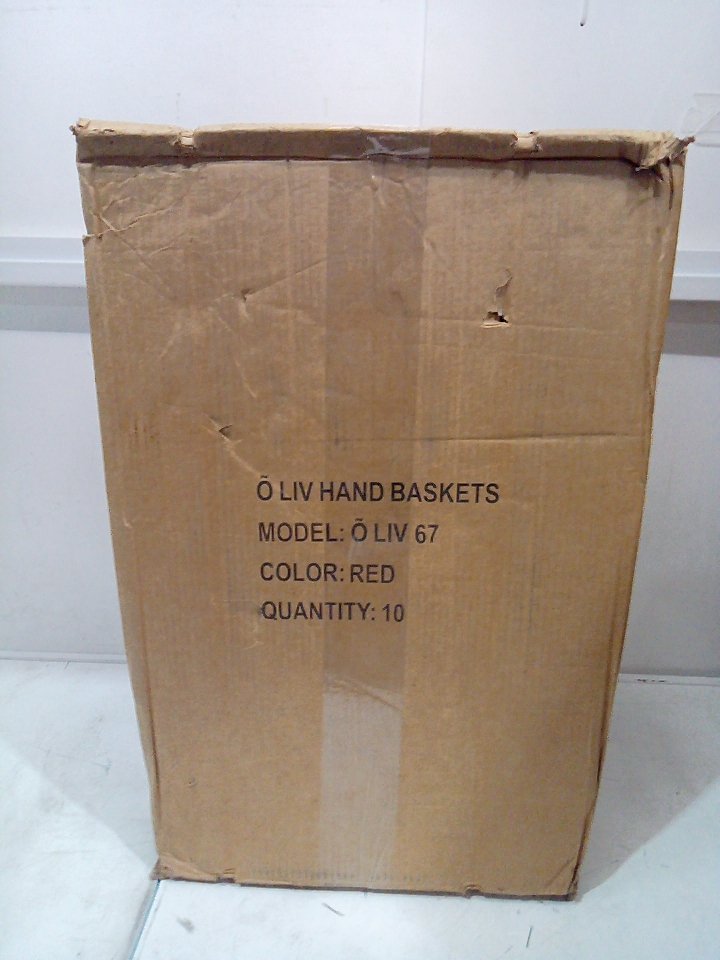 Õ LIV HAND BASKETS
MODEL: Õ LIV 67
COLOR: RED
QUANTITY: 10